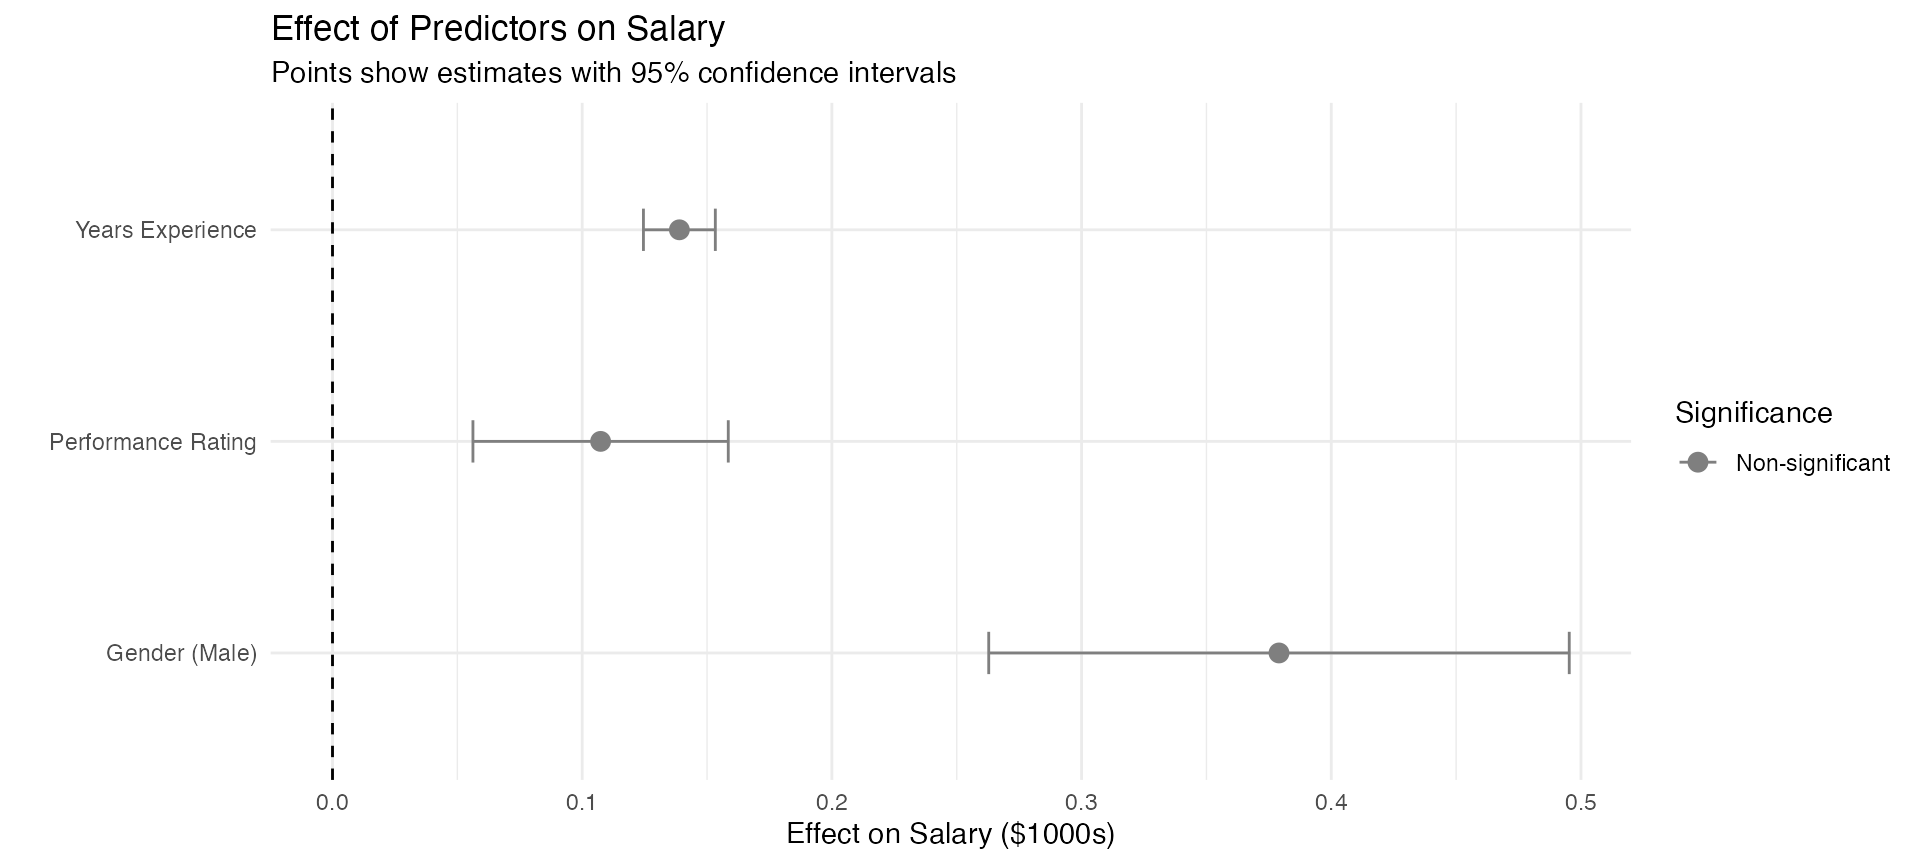 Effect of Predictors on Salary
Points show estimates with 95% confidence intervals
Years Experience
Performance Rating
Gender (Male)
0.0 0.1 0.2 0.3 0.4 0.5
Effect on Salary ($1000s)
Significance
Non-significant